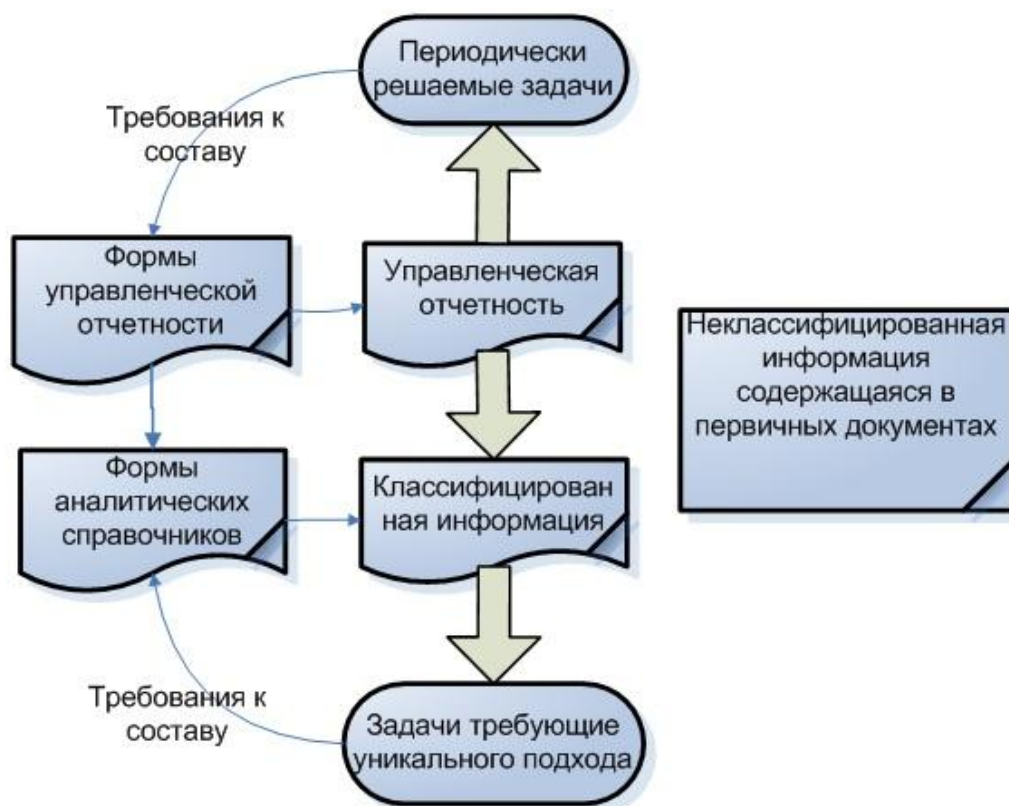 Периодически
решаемые задачи
Требования к
составу
Формы
управленческой
отчетности
Управленческая
отчетность
Неклассифицированная
информация
содержащаяся в
первичных документах
Формы
аналитических
справочников
Классифицирован
ная информация
Требования к
составу
Задачи требующие
уникального подхода